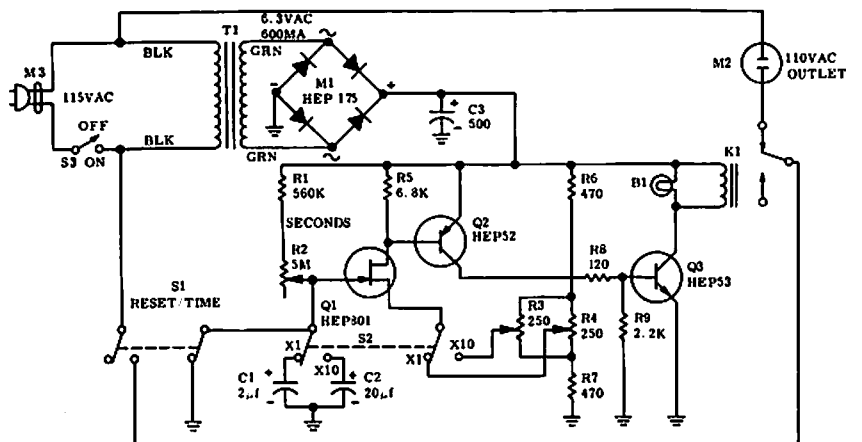 6.3VAC
600MA
T1
BLK
GRN
M3
115VAC
OFF
S3 ON
BLK
GRN
M1
HEP 175
-
+
+
C3
500
-
M2
110VAC
OUTLET
K1
B1
R1
560K
R5
6.8K
R6
470
SECONDS
Q2
HEP52
R2
5M
R8
120
Q3
HEP53
S1
RESET/TIME
Q1
HEP801
R3
250
R4
250
R9
2.2K
X1
S2
X1
X10
X10
+
C1
2μf
-
+
C2
20μf
-
R7
470